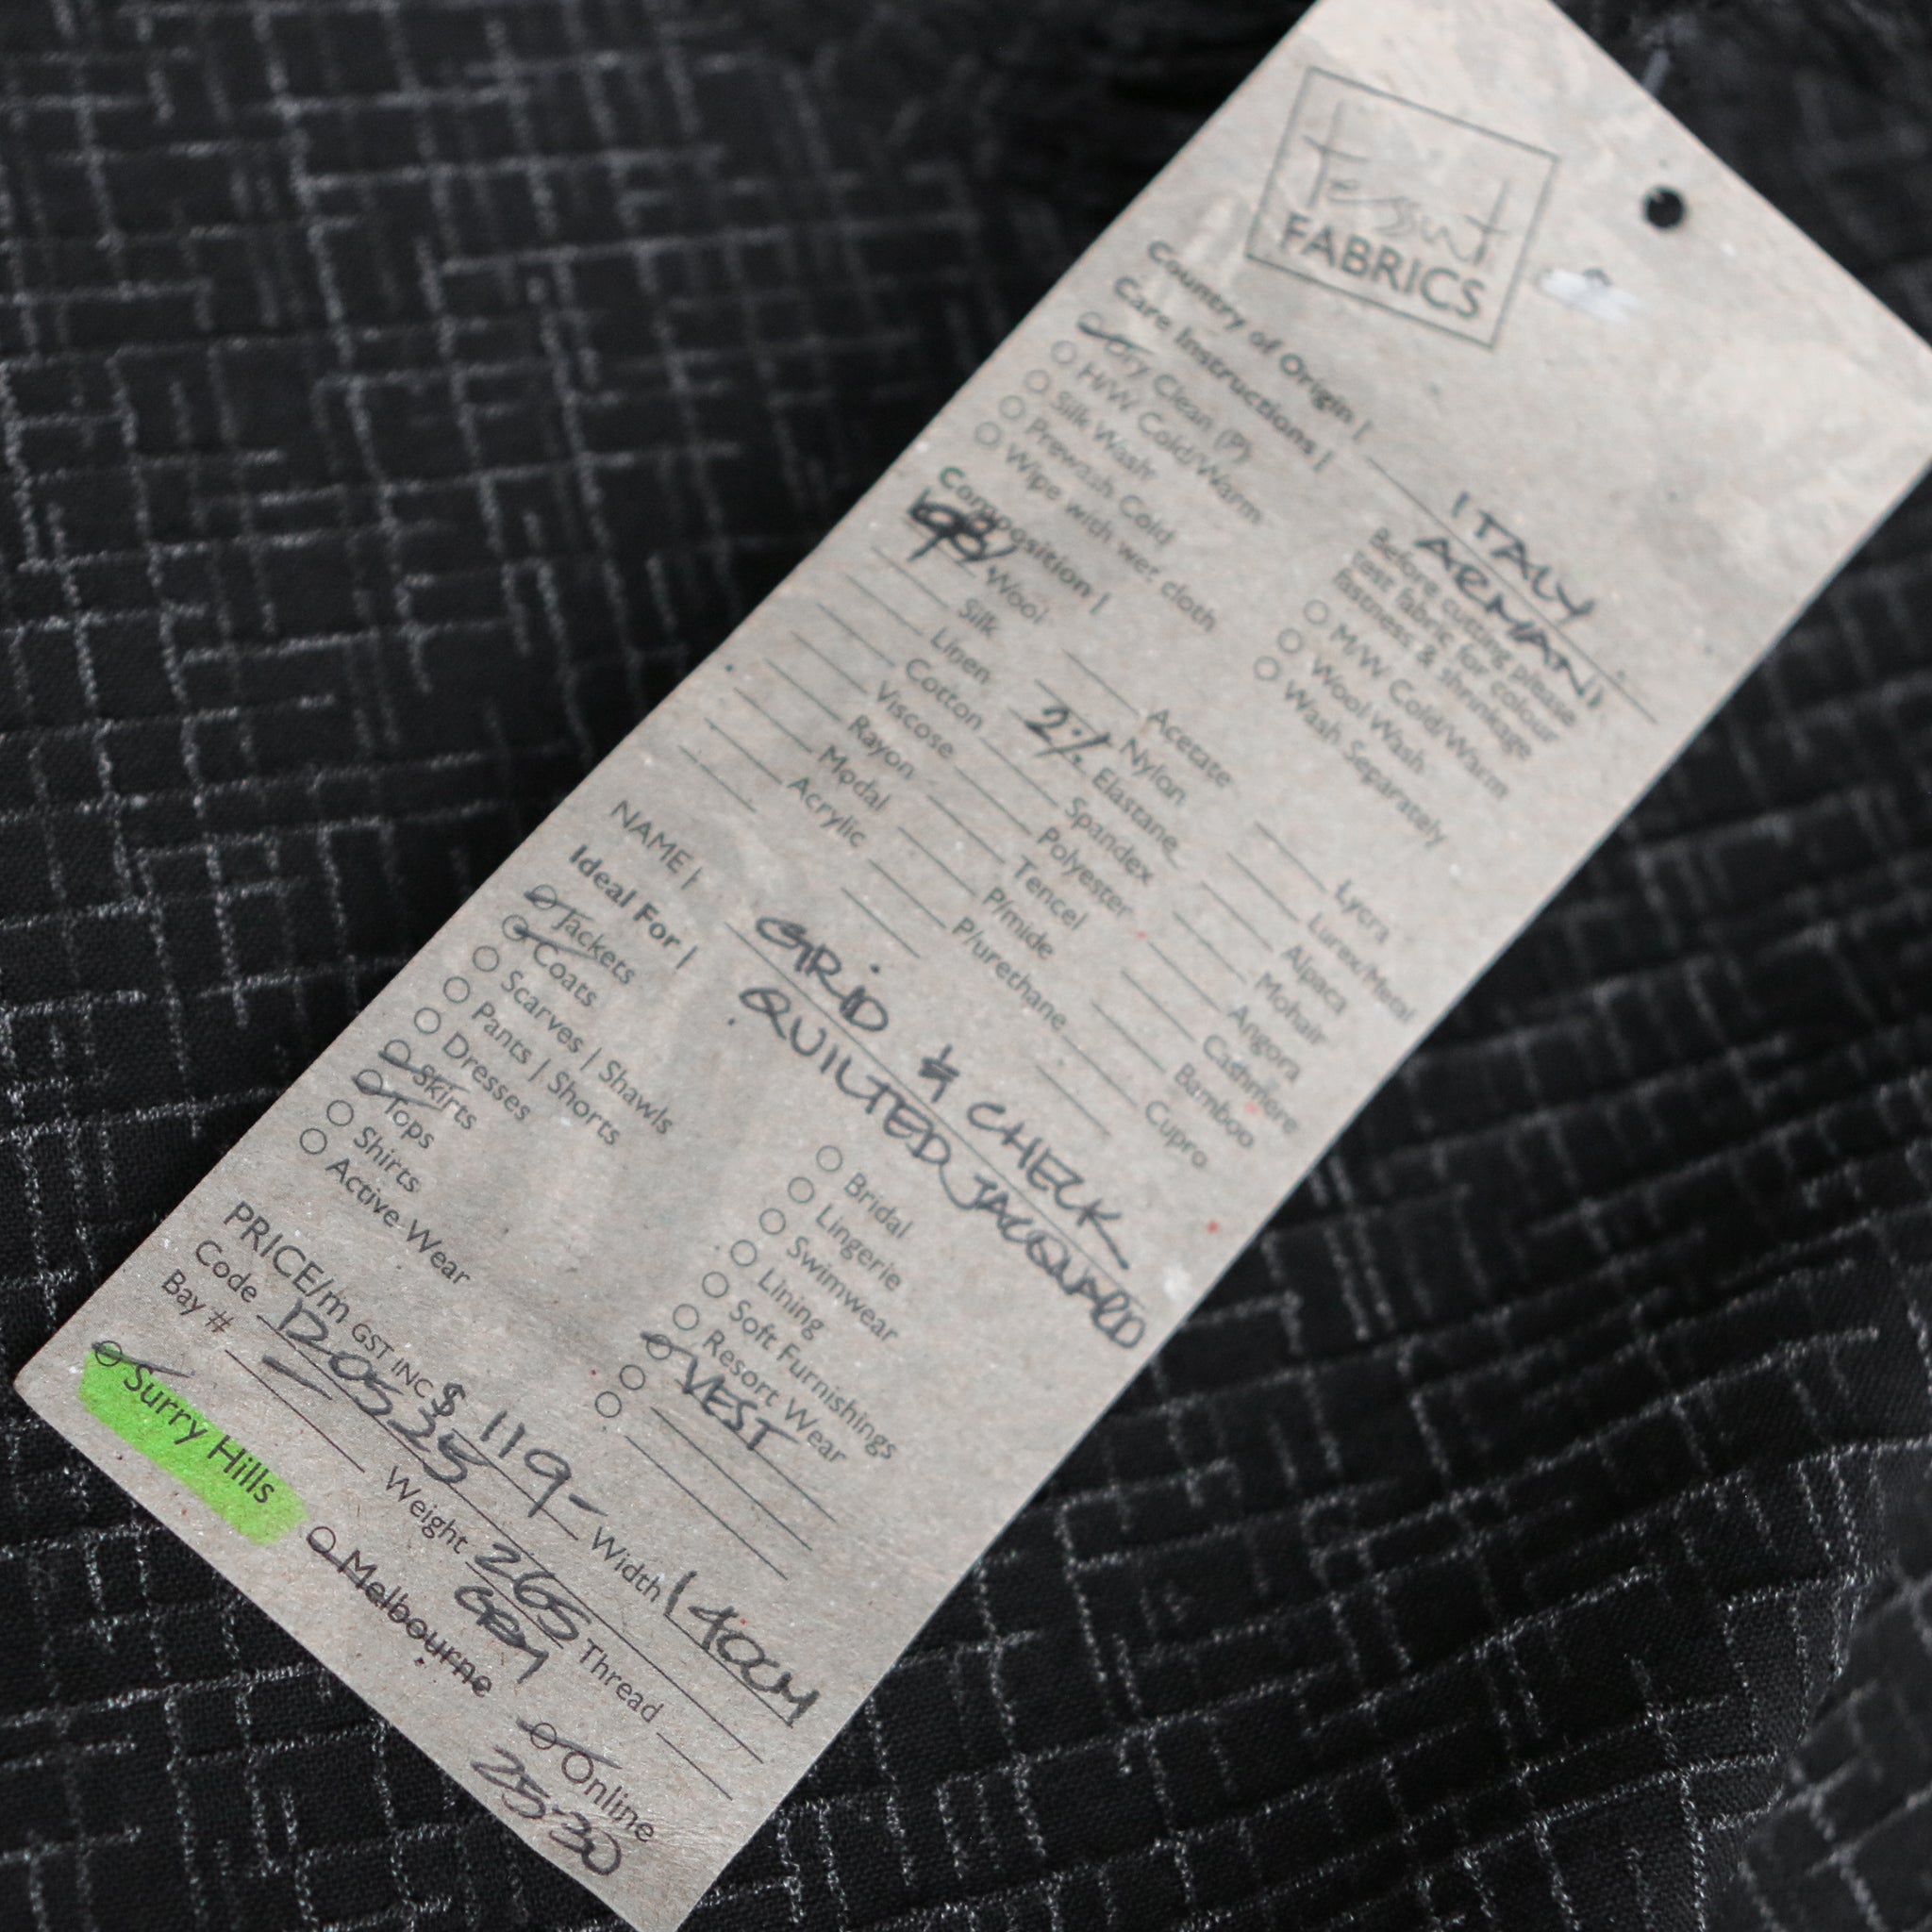 Tessuti
FABRICS
Country of Origin | ITALY
ARMANI
Care Instructions |
Dry Clean (P)
H/W Cold/Warm
Silk Wash
Prewash Cold
Wipe with wet cloth
Before cutting please
test fabric for colour
fastness & shrinkage
M/W Cold/Warm
Wool Wash
Wash Separately
Composition |
98% Wool
Silk
Linen
Cotton
Viscose
Rayon
Modal
Acrylic
Acetate
Nylon
2% Elastane
Spandex
Polyester
Tencel
P/mide
P/urethane
Lycra
Lurex/Metal
Alpaca
Mohair
Angora
Cashmere
Bamboo
Cupro
NAME | GRID & CHECK
QUILTED JACQUARD
Ideal For |
Jackets
Coats
Scarves | Shawls
Pants | Shorts
Dresses
Skirts
Tops
Shirts
Active Wear
Bridal
Lingerie
Swimwear
Lining
Soft Furnishings
Resort Wear
VEST
PRICE/m GST INC $ 119- Width 140CM
Code 1205325 Weight 265 Thread
GSM
Bay # -
Surry Hills Melbourne Online
25:30